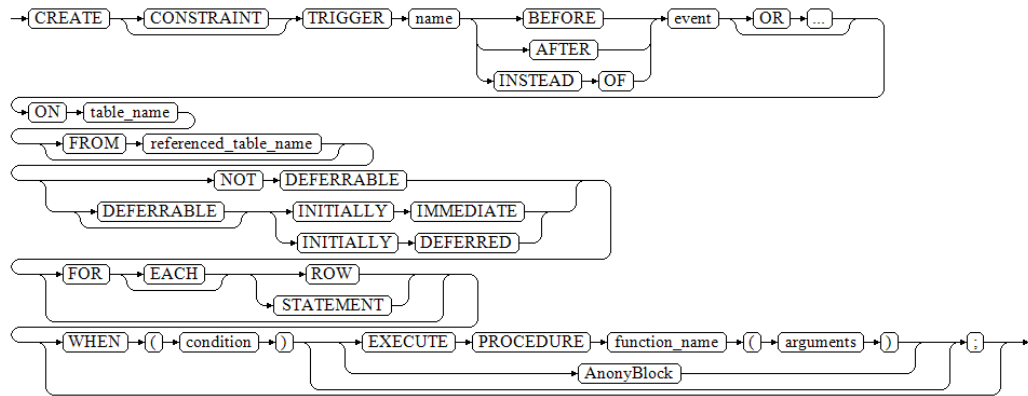 CREATE CONSTRAINT TRIGGER name BEFORE event OR ...
AFTER
INSTEAD OF
ON table_name
FROM referenced_table_name
NOT DEFERRABLE
DEFERRABLE INITIALLY IMMEDIATE
INITIALLY DEFERRED
FOR EACH ROW
STATEMENT
WHEN ( condition ) EXECUTE PROCEDURE function_name ( arguments ) ;
AnonyBlock